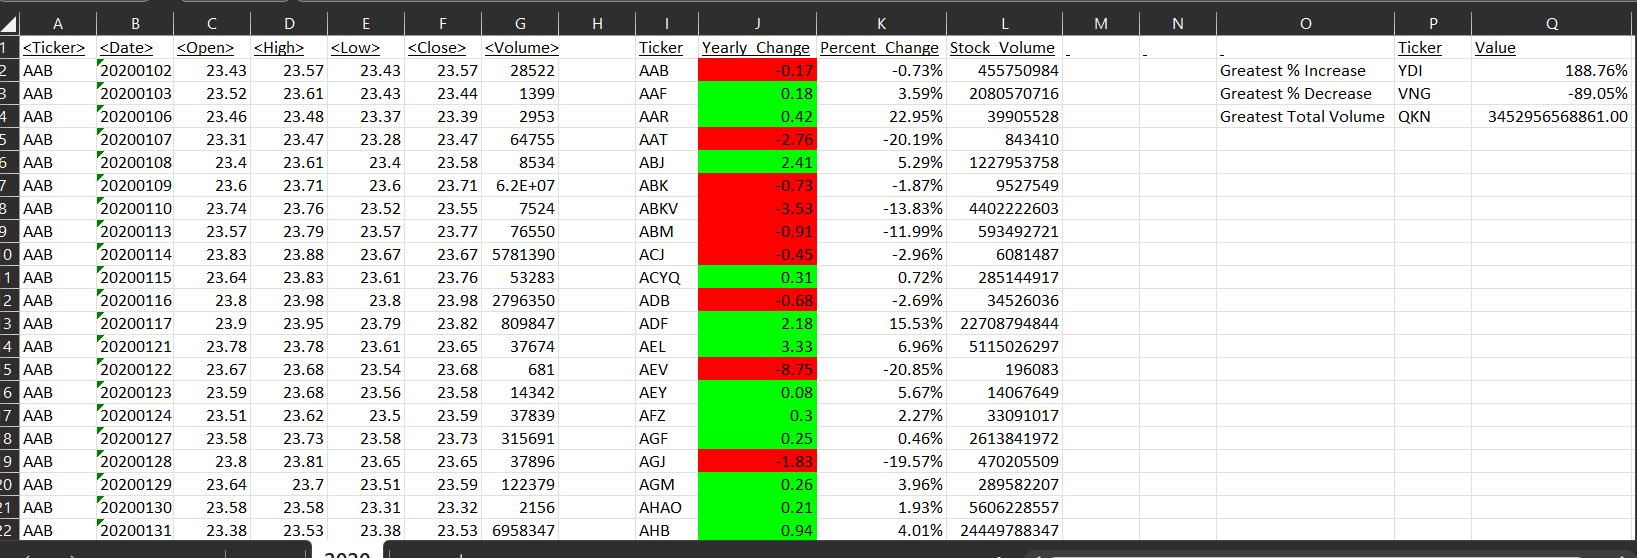 A B C D E F G H I J K L M N O P Q
1 <Ticker> <Date> <Open> <High> <Low> <Close> <Volume> Ticker Yearly_Change Percent_Change Stock_Volume Ticker Value
2 AAB 20200102 23.43 23.57 23.43 23.57 28522 AAB -0.17 -0.73% 455750984 Greatest % Increase YDI 188.76%
3 AAB 20200103 23.52 23.61 23.43 23.44 1399 AAF 0.18 3.59% 2080570716 Greatest % Decrease VNG -89.05%
4 AAB 20200106 23.46 23.48 23.37 23.39 2953 AAR 0.42 22.95% 39905528 Greatest Total Volume QKN 3452956568861.00
5 AAB 20200107 23.31 23.47 23.28 23.47 64755 AAT -2.76 -20.19% 843410
6 AAB 20200108 23.4 23.61 23.4 23.58 8534 ABJ 2.41 5.29% 1227953758
7 AAB 20200109 23.6 23.71 23.6 23.71 6.2E+07 ABK -0.73 -1.87% 9527549
8 AAB 20200110 23.74 23.76 23.52 23.55 7524 ABKV -3.53 -13.83% 4402222603
9 AAB 20200113 23.57 23.79 23.57 23.77 76550 ABM -0.91 -11.99% 593492721
0 AAB 20200114 23.83 23.88 23.67 23.67 5781390 ACJ -0.45 -2.96% 6081487
1 AAB 20200115 23.64 23.83 23.61 23.76 53283 ACYQ 0.31 0.72% 285144917
2 AAB 20200116 23.8 23.98 23.8 23.98 2796350 ADB -0.68 -2.69% 34526036
3 AAB 20200117 23.9 23.95 23.79 23.82 809847 ADF 2.18 15.53% 22708794844
4 AAB 20200121 23.78 23.78 23.61 23.65 37674 AEL 3.33 6.96% 5115026297
5 AAB 20200122 23.67 23.68 23.54 23.68 681 AEV -8.75 -20.85% 196083
6 AAB 20200123 23.59 23.68 23.56 23.58 14342 AEY 0.08 5.67% 14067649
7 AAB 20200124 23.51 23.62 23.5 23.59 37839 AFZ 0.3 2.27% 33091017
8 AAB 20200127 23.58 23.73 23.58 23.73 315691 AGF 0.25 0.46% 2613841972
9 AAB 20200128 23.8 23.81 23.65 23.65 37896 AGJ -1.83 -19.57% 470205509
20 AAB 20200129 23.64 23.7 23.51 23.59 122379 AGM 0.26 3.96% 289582207
21 AAB 20200130 23.58 23.58 23.31 23.32 2156 AHAO 0.21 1.93% 5606228557
22 AAB 20200131 23.38 23.53 23.38 23.53 6958347 AHB 0.94 4.01% 24449788347
2020